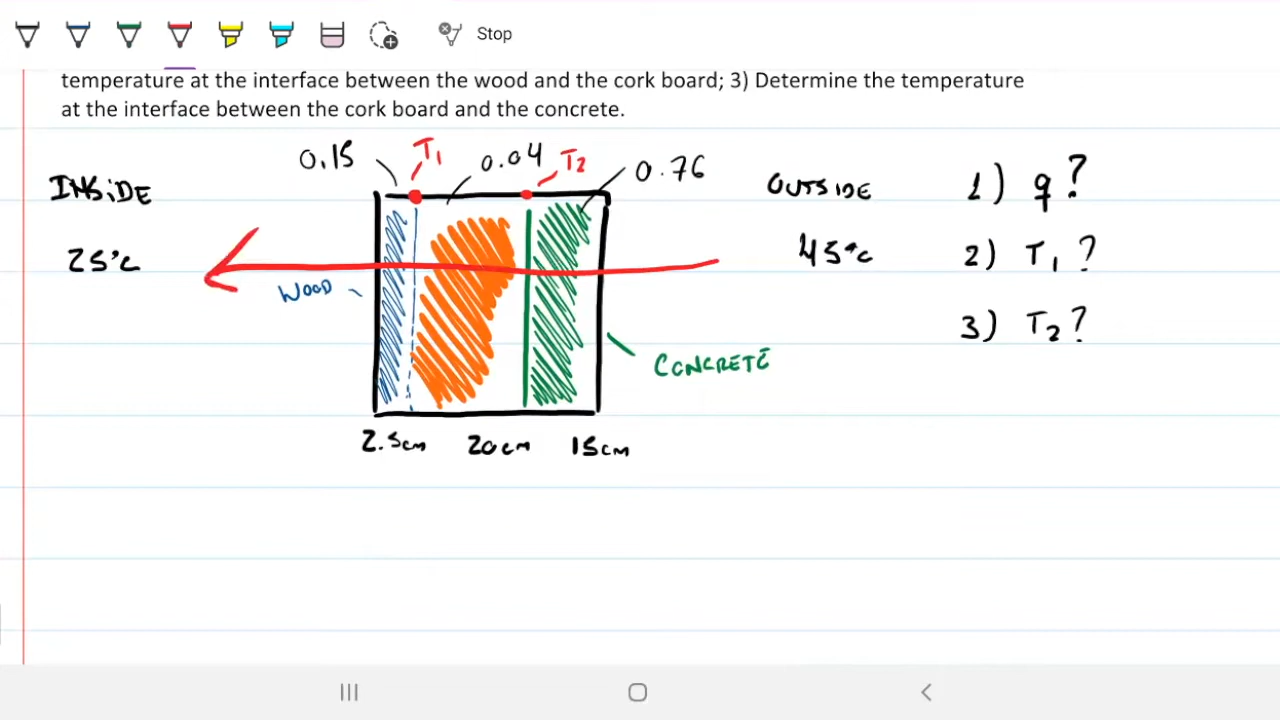 Stop
temperature at the interface between the wood and the cork board; 3) Determine the temperature
at the interface between the cork board and the concrete.
0.15 T1 0.04 T2 0.76
INSiDE OUTSIDE 1) q?
25°c 45°c 2) T1?
WOOD
3) T2?
CONCRETE
2.5cm 20cm 15cm